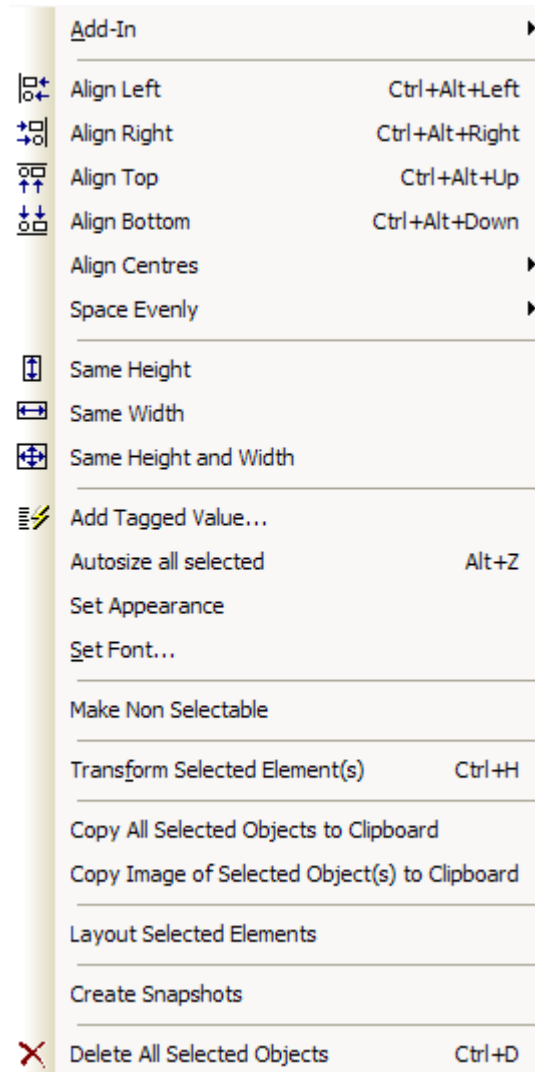 Add-In
Align Left Ctrl+Alt+Left
Align Right Ctrl+Alt+Right
Align Top Ctrl+Alt+Up
Align Bottom Ctrl+Alt+Down
Align Centres
Space Evenly
Same Height
Same Width
Same Height and Width
Add Tagged Value...
Autosize all selected Alt+Z
Set Appearance
Set Font...
Make Non Selectable
Transform Selected Element(s) Ctrl+H
Copy All Selected Objects to Clipboard
Copy Image of Selected Object(s) to Clipboard
Layout Selected Elements
Create Snapshots
Delete All Selected Objects Ctrl+D